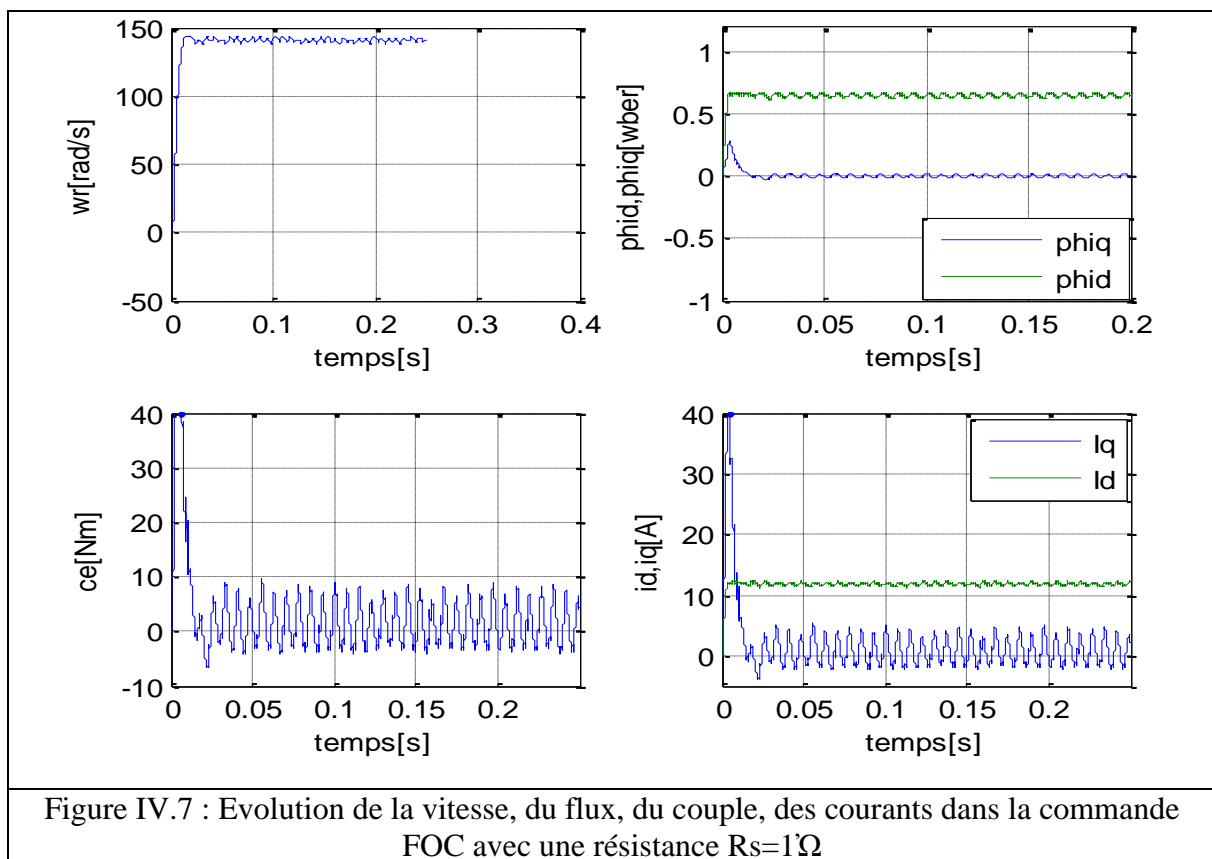 150
100
50
0
-50
wr[rad/s]
0 0.1 0.2 0.3 0.4
temps[s]
1
0.5
0
-0.5
-1
phid,phiq[wber]
phiq
phid
0 0.05 0.1 0.15 0.2
temps[s]
40
30
20
10
0
-10
ce[Nm]
0 0.05 0.1 0.15 0.2
temps[s]
40
30
20
10
0
id,iq[A]
Iq
Id
0 0.05 0.1 0.15 0.2
temps[s]
Figure IV.7 : Evolution de la vitesse, du flux, du couple, des courants dans la commande
FOC avec une résistance Rs=1Ω